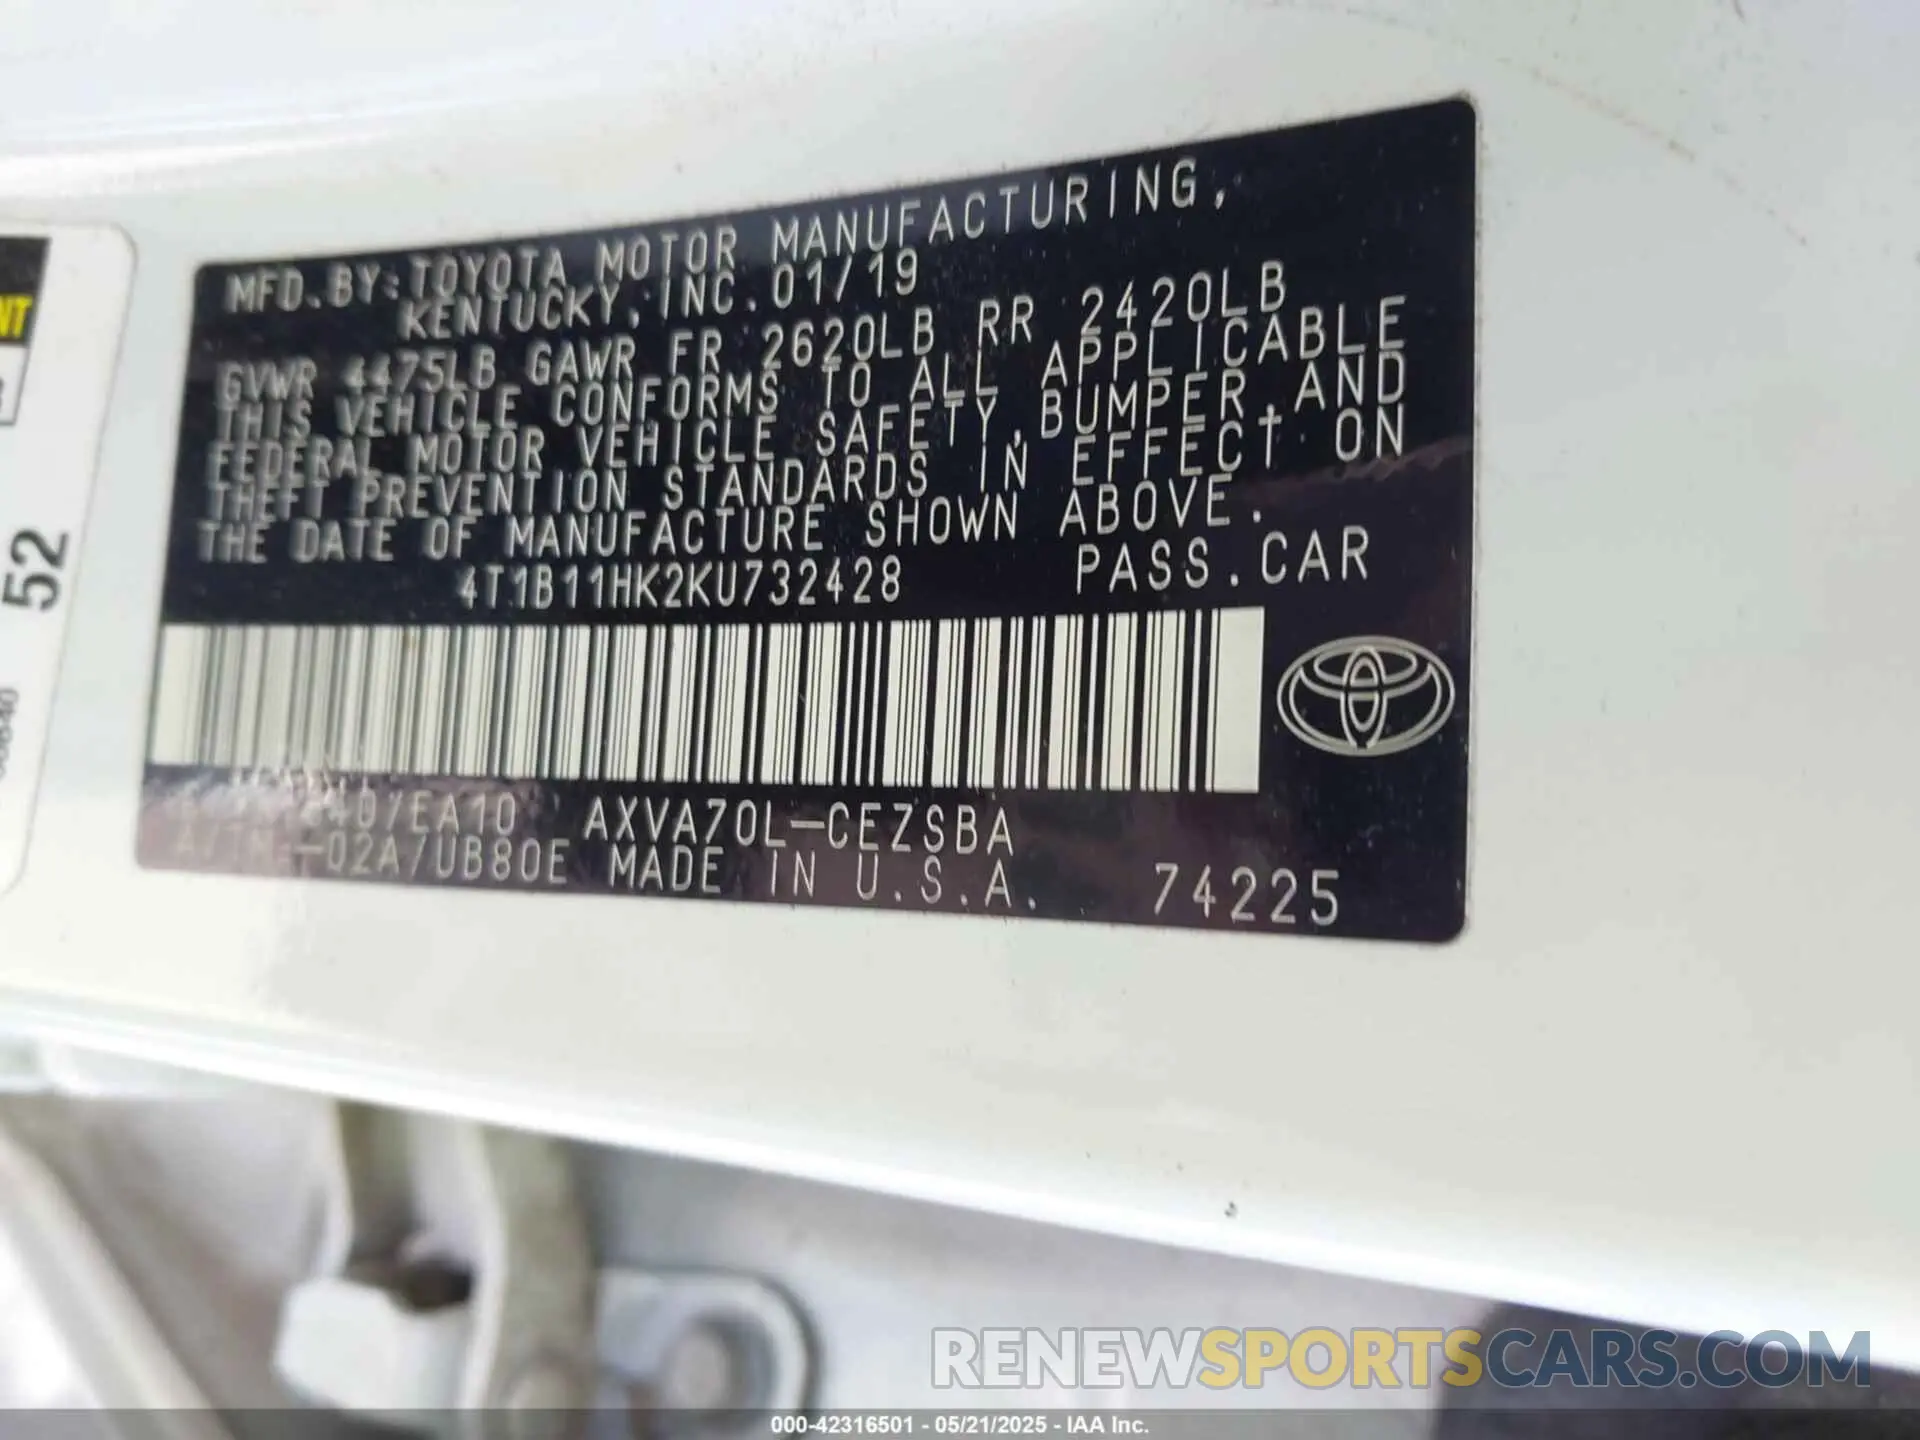 MFD. BY: TOYOTA MOTOR MANUFACTURING,
KENTUCKY, INC. 01/19
GVWR 4475LB GAWR FR 2620LB RR 2420LB
THIS VEHICLE CONFORMS TO ALL APPLICABLE
FEDERAL MOTOR VEHICLE SAFETY, BUMPER, AND
THEFT PREVENTION STANDARDS IN EFFECT ON
THE DATE OF MANUFACTURE SHOWN ABOVE.
4T1B11HK2KU732428 PASS. CAR
EA10 AXVA70L-CEZSBA
-02A7UB80E MADE IN U.S.A. 74225
NT
52
RENEWSPORTSCARS.COM
000-42316501 - 05/21/2025 - IAA Inc.